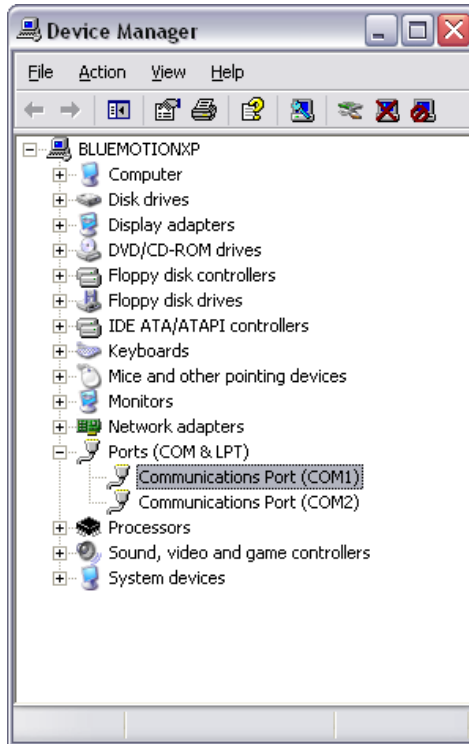 Device Manager
File Action View Help
BLUEMOTIONXP
Computer
Disk drives
Display adapters
DVD/CD-ROM drives
Floppy disk controllers
Floppy disk drives
IDE ATA/ATAPI controllers
Keyboards
Mice and other pointing devices
Monitors
Network adapters
Ports (COM & LPT)
Communications Port (COM1)
Communications Port (COM2)
Processors
Sound, video and game controllers
System devices